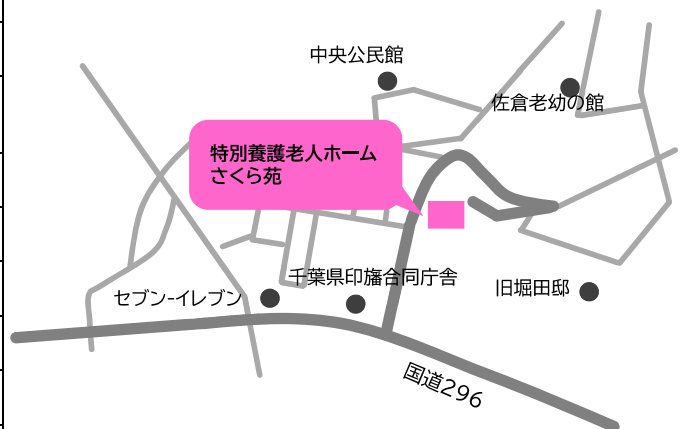 中央公民館
佐倉老幼の館
特別養護老人ホーム
さくら苑
千葉県印旛合同庁舎
セブン-イレブン
旧堀田邸
国道296